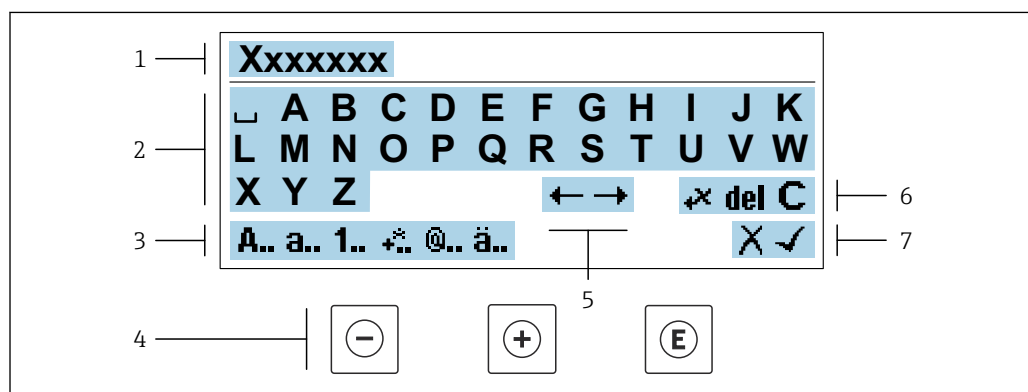 1 Xxxxxxx
2 ␣ A B C D E F G H I J K
L M N O P Q R S T U V W
X Y Z ← → ⁺x del C 6
3 A.. a.. 1.. +*.. @.. ä.. X ✓ 7
5
4 − + E